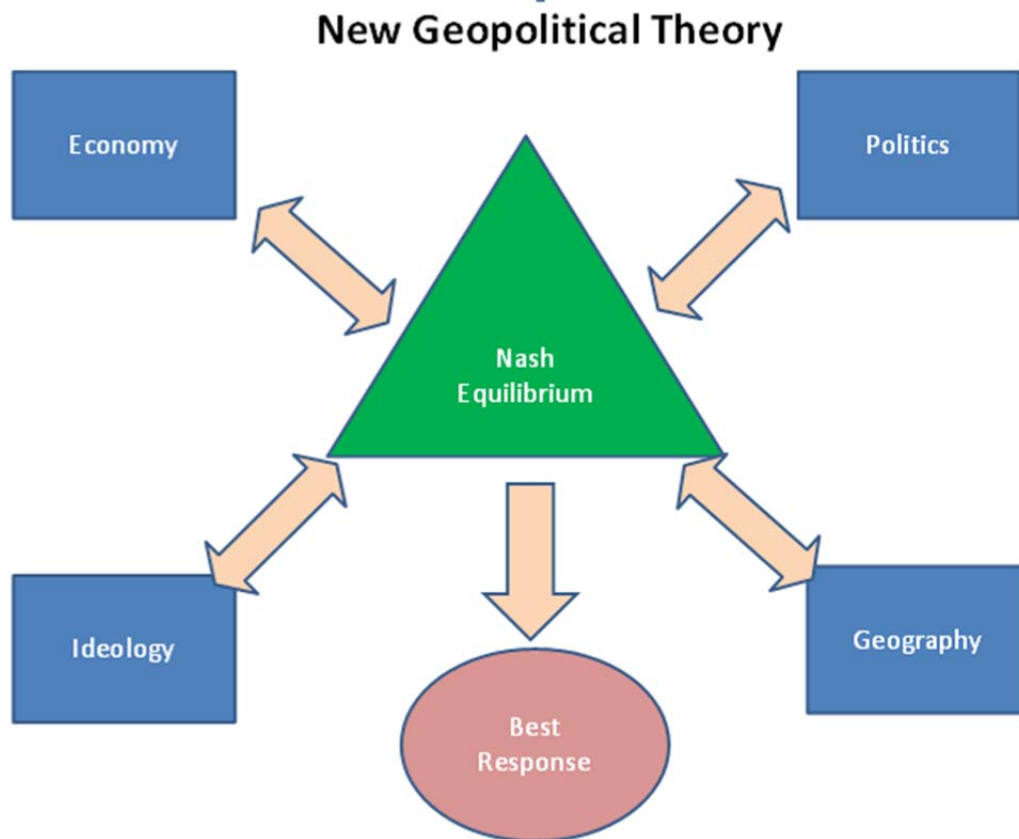 New Geopolitical Theory
Economy
Politics
Nash
Equilibrium
Ideology
Geography
Best
Response